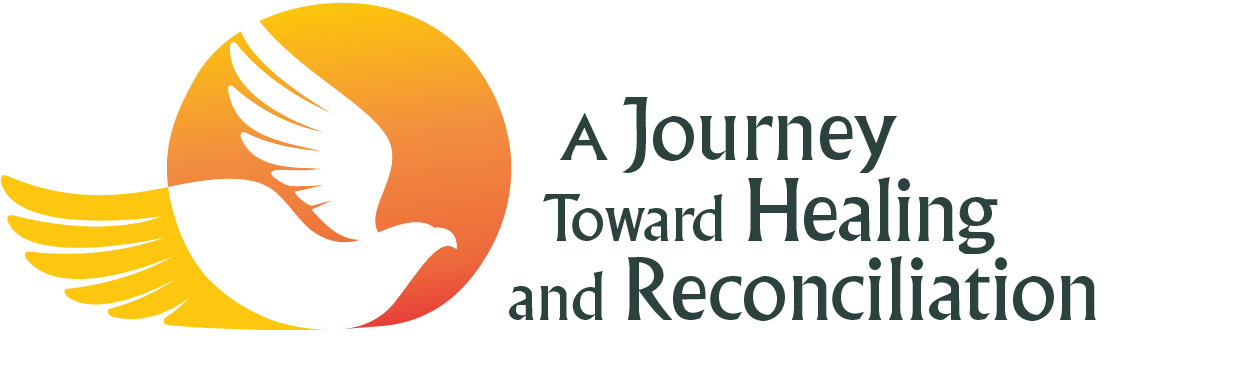 A Journey
Toward Healing
and Reconciliation